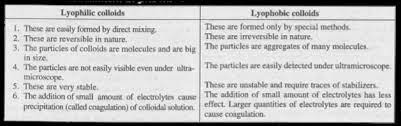 Lyophilic colloids
Lyophobic colloids
1. These are easily formed by direct mixing.
2. These are reversible in nature.
3. The particles of colloids are molecules and are big
in size.
4. The particles are not easily visible even under ultra-
microscope.
5. These are very stable.
6. The addition of small amount of electrolytes cause
precipitation (called coagulation) of colloidal solution.
These are formed only by special methods.
These are irreversible in nature.
The particles are aggregates of many molecules.
The particles are easily detected under ultramicroscope.
These are unstable and require traces of stabilizers.
The addition of small amount of electrolytes has less
effect. Larger quantities of electrolytes are required to
cause coagulation.